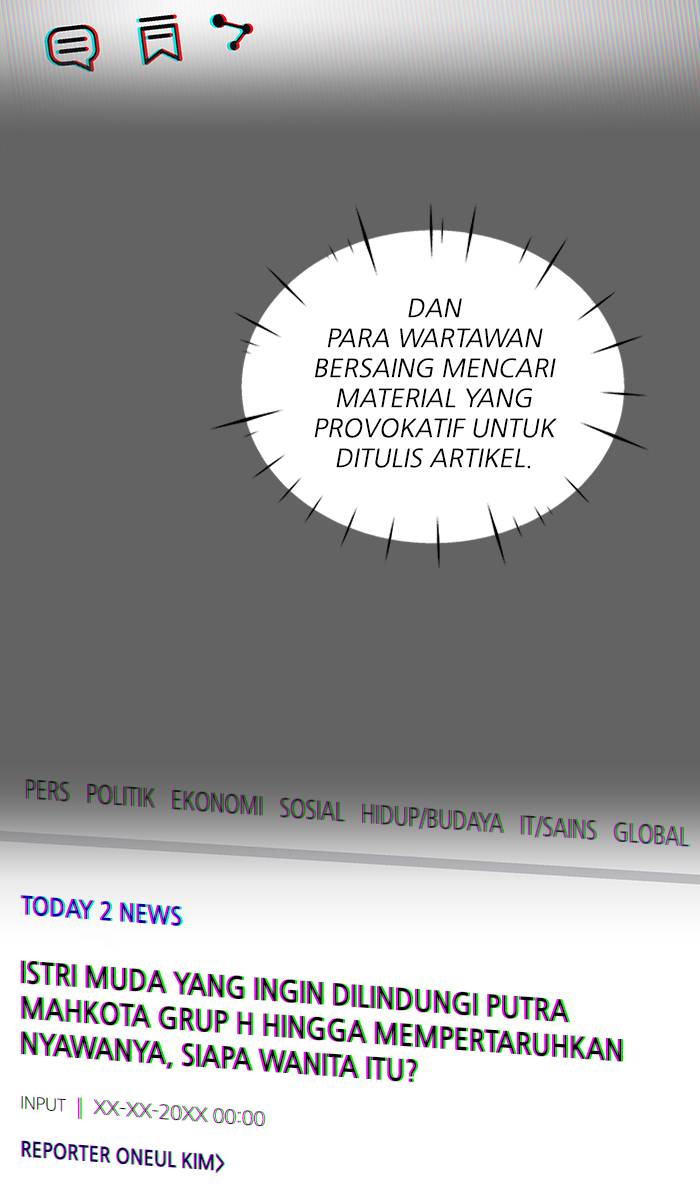 DAN
PARA WARTAWAN
BERSAING MENCARI
MATERIAL YANG
PROVOKATIF UNTUK
DITULIS ARTIKEL.
PERS POLITIK EKONOMI SOSIAL HIDUP/BUDAYA IT/SAINS GLOBAL
TODAY 2 NEWS
ISTRI MUDA YANG INGIN DILINDUNGI PUTRA
MAHKOTA GRUP H HINGGA MEMPERTARUHKAN
NYAWANYA, SIAPA WANITA ITU?
INPUT | XX-XX-20XX 00:00
REPORTER ONEUL KIM>